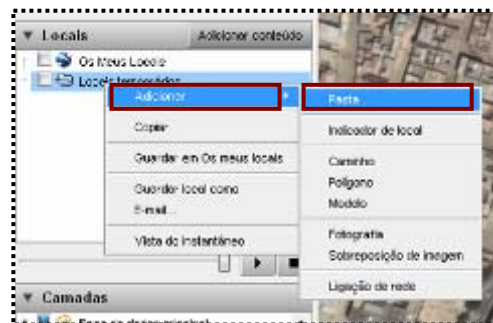 Locais Adicionar conteúdo
Os Meus Locais
Locais temporários
Adicionar
Pasta
Copiar
Indicador de local
Guardar em Os meus locais
Caminho
Polígono
Modelo
Guardar local como
E-mail...
Vista do instantâneo
Fotografia
Sobreposição de imagem
Ligação de rede
Camadas